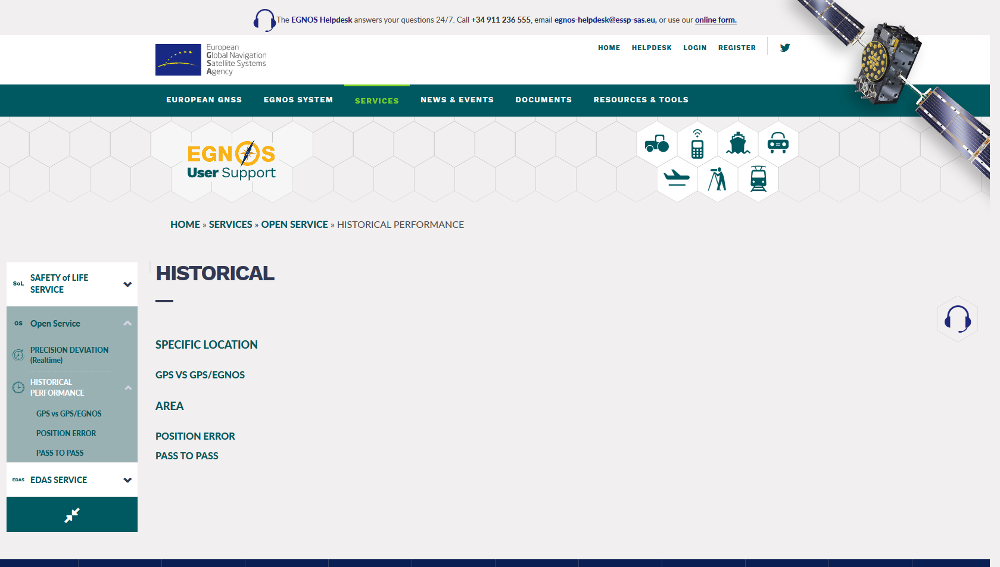 The EGNOS Helpdesk answers your questions 24/7. Call +34 911 236 555, email egnos-helpdesk@essp-sas.eu, or use our online form.
European
Global Navigation
Satellite Systems
Agency
HOME HELPDESK LOGIN REGISTER
EUROPEAN GNSS EGNOS SYSTEM SERVICES NEWS & EVENTS DOCUMENTS RESOURCES & TOOLS
EGNOS
User Support
HOME » SERVICES » OPEN SERVICE » HISTORICAL PERFORMANCE
SoL SAFETY of LIFE
SERVICE
OS Open Service
PRECISION DEVIATION
(Realtime)
HISTORICAL
PERFORMANCE
GPS vs GPS/EGNOS
POSITION ERROR
PASS TO PASS
EDAS EDAS SERVICE
HISTORICAL
SPECIFIC LOCATION
GPS VS GPS/EGNOS
AREA
POSITION ERROR
PASS TO PASS